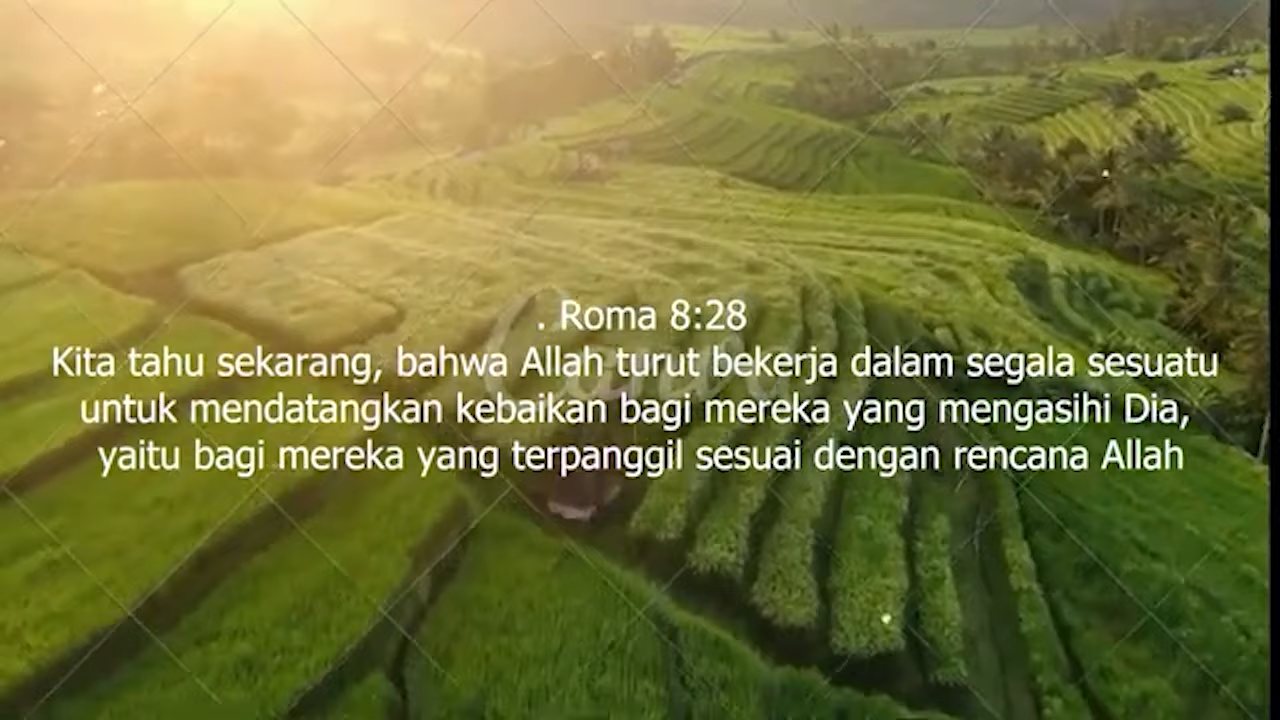 . Roma 8:28
Kita tahu sekarang, bahwa Allah turut bekerja dalam segala sesuatu
untuk mendatangkan kebaikan bagi mereka yang mengasihi Dia,
yaitu bagi mereka yang terpanggil sesuai dengan rencana Allah